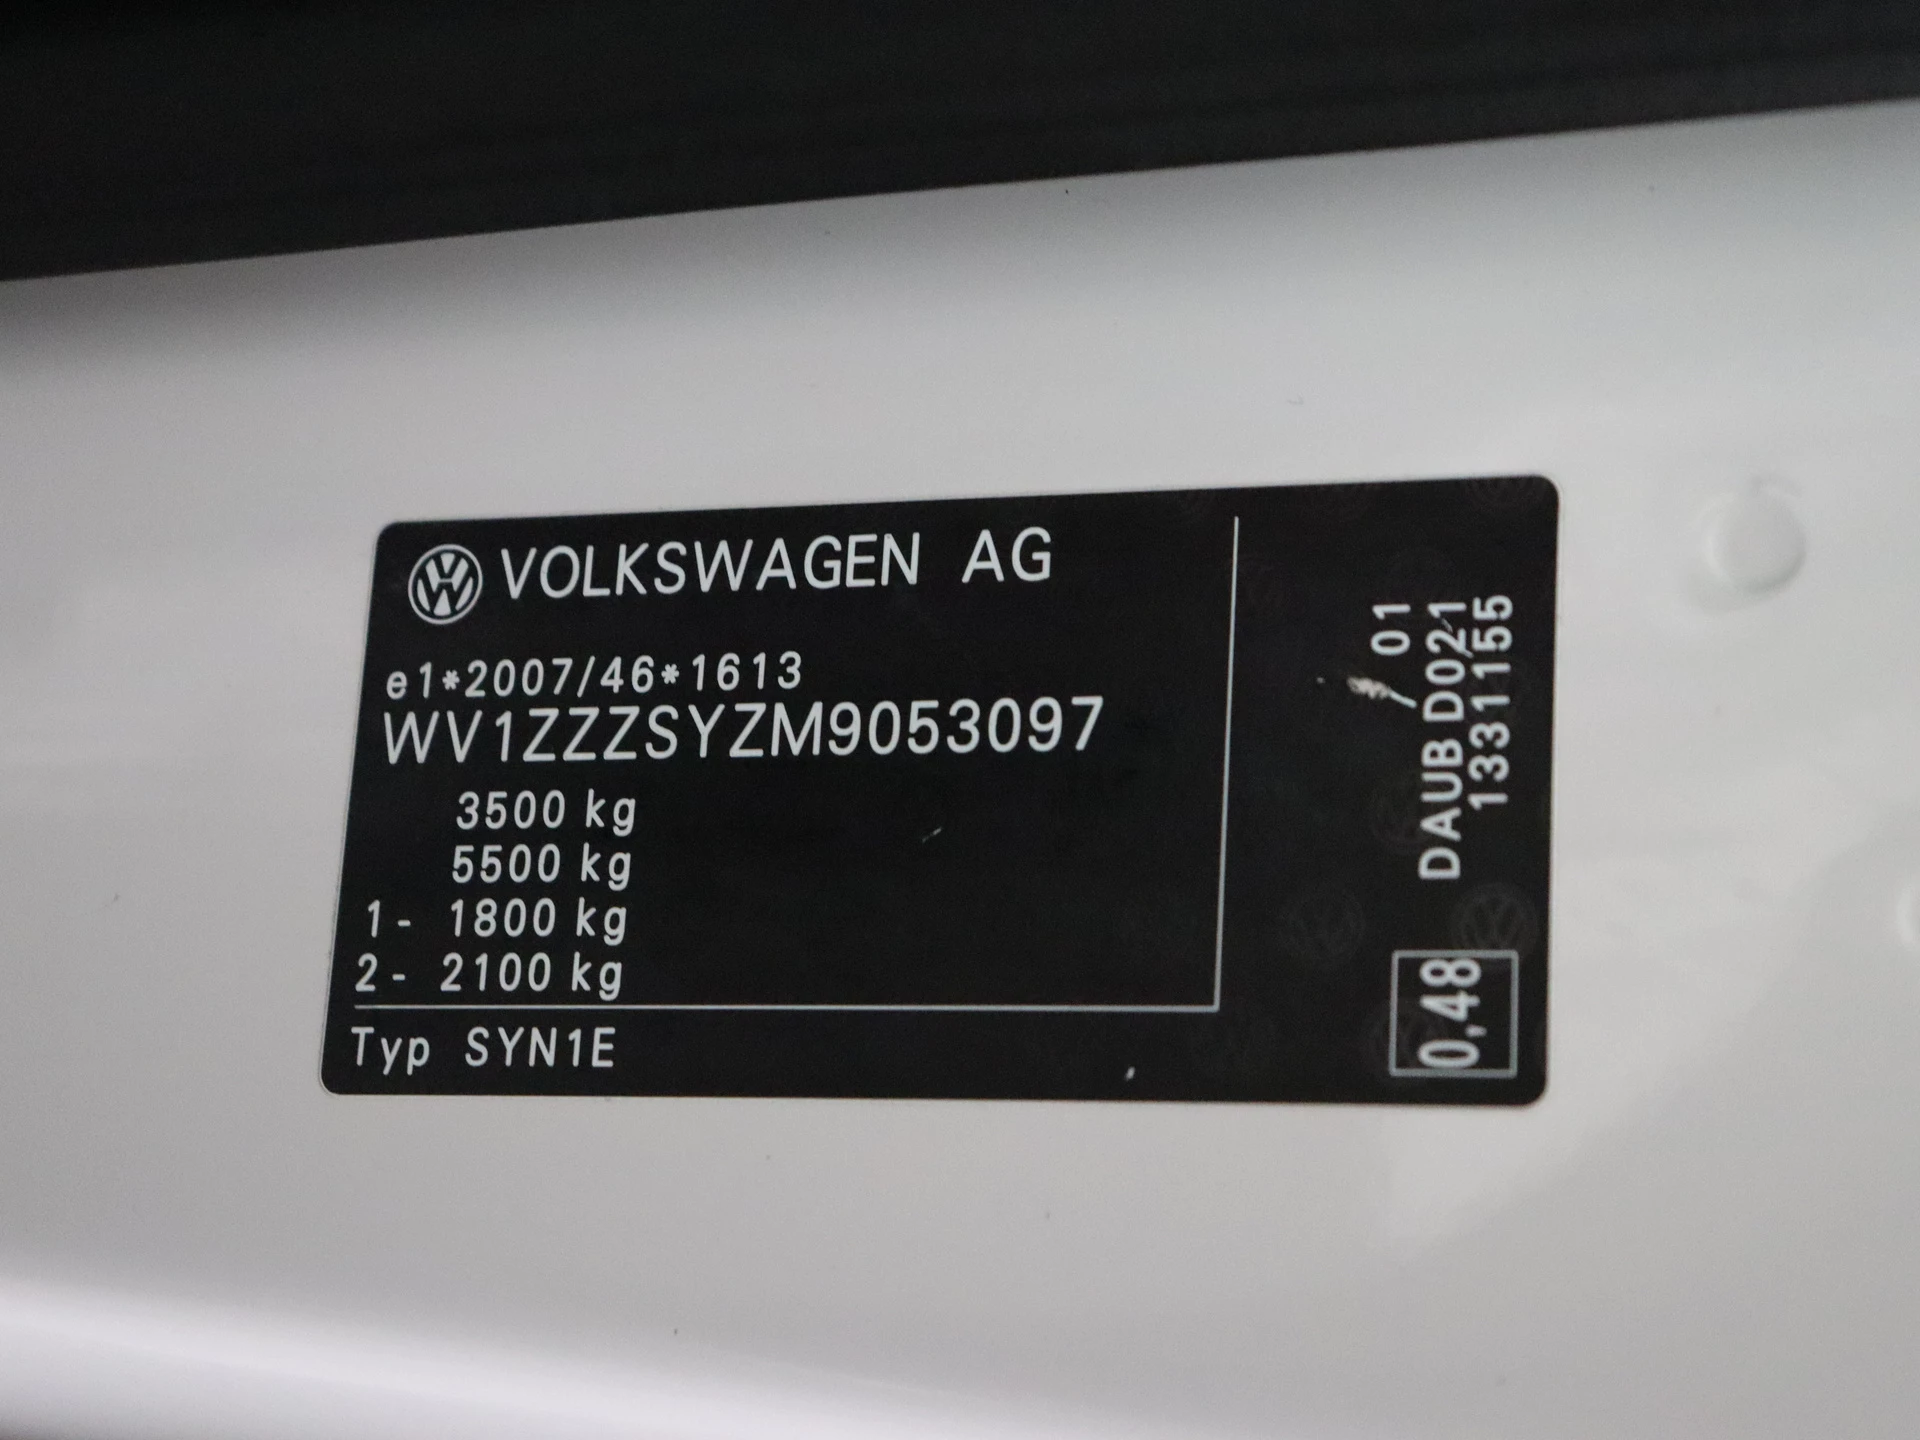 VOLKSWAGEN AG
e1*2007/46*1613
WV1ZZZSYZM9053097
3500 kg
5500 kg
1- 1800 kg
2- 2100 kg
Typ SYN1E
/ 01
DAUB D021
1331155
0,48